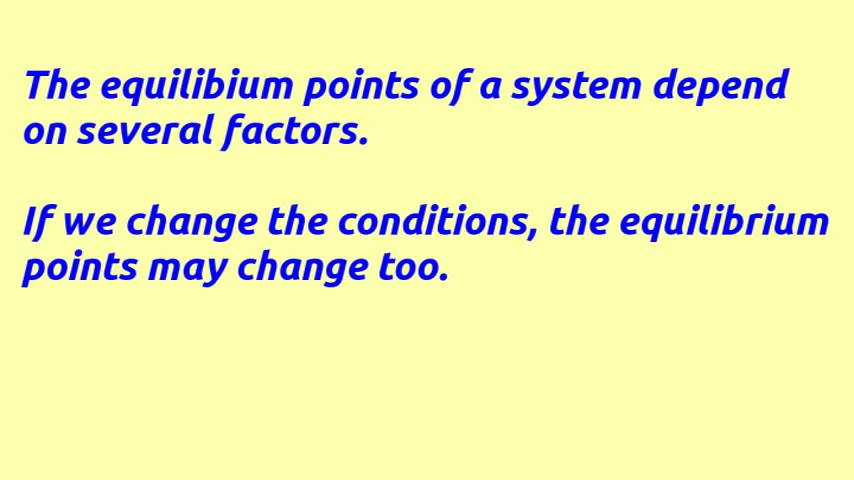 The equilibium points of a system depend
on several factors.
If we change the conditions, the equilibrium
points may change too.